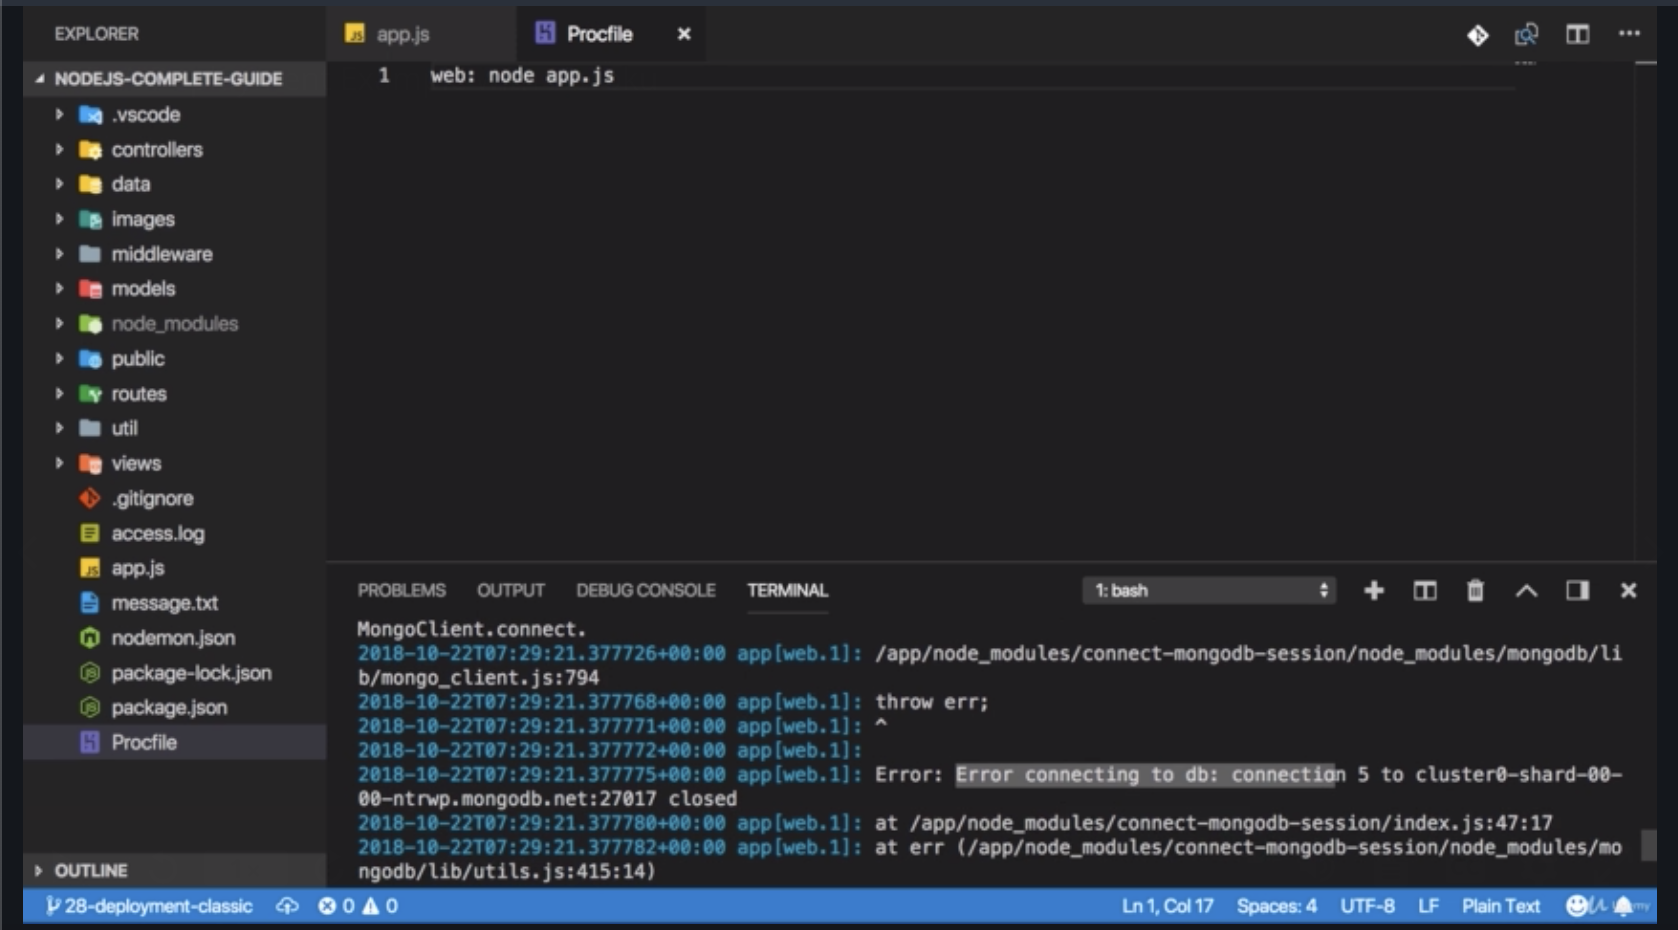 EXPLORER
app.js
Procfile
NODEJS-COMPLETE-GUIDE
.vscode
controllers
data
images
middleware
models
node_modules
public
routes
util
views
.gitignore
access.log
app.js
message.txt
nodemon.json
package-lock.json
package.json
Procfile
OUTLINE
1 web: node app.js
PROBLEMS OUTPUT DEBUG CONSOLE TERMINAL 1: bash
MongoClient.connect.
2018-10-22T07:29:21.377726+00:00 app[web.1]: /app/node_modules/connect-mongodb-session/node_modules/mongodb/li
b/mongo_client.js:794
2018-10-22T07:29:21.377768+00:00 app[web.1]: throw err;
2018-10-22T07:29:21.377771+00:00 app[web.1]: ^
2018-10-22T07:29:21.377772+00:00 app[web.1]:
2018-10-22T07:29:21.377775+00:00 app[web.1]: Error: Error connecting to db: connection 5 to cluster0-shard-00-
00-ntrwp.mongodb.net:27017 closed
2018-10-22T07:29:21.377780+00:00 app[web.1]: at /app/node_modules/connect-mongodb-session/index.js:47:17
2018-10-22T07:29:21.377782+00:00 app[web.1]: at err (/app/node_modules/connect-mongodb-session/node_modules/mo
ngodb/lib/utils.js:415:14)
28-deployment-classic 0 0 Ln 1, Col 17 Spaces: 4 UTF-8 LF Plain Text